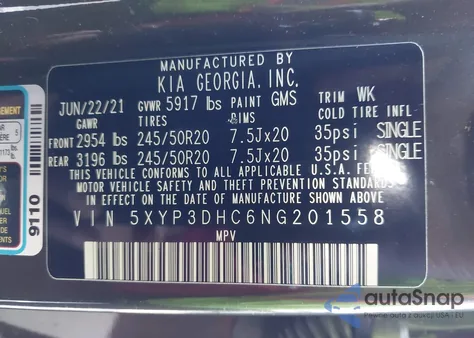 MANUFACTURED BY
KIA GEORGIA, INC.
JUN/22/21 GVWR 5917 lbs PAINT GMS TRIM WK
GAWR TIRES RIMS COLD TIRE INFL
FRONT 2954 lbs 245/50R20 7.5Jx20 35psi SINGLE
REAR 3196 lbs 245/50R20 7.5Jx20 35psi SINGLE
THIS VEHICLE CONFORMS TO ALL APPLICABLE U.S.A. FEDERAL
MOTOR VEHICLE SAFETY AND THEFT PREVENTION STANDARDS
IN EFFECT ON THE DATE OF MANUFACTURE SHOWN ABOVE
VIN 5XYP3DHC6NG201558
MPV
9110
autoSnap